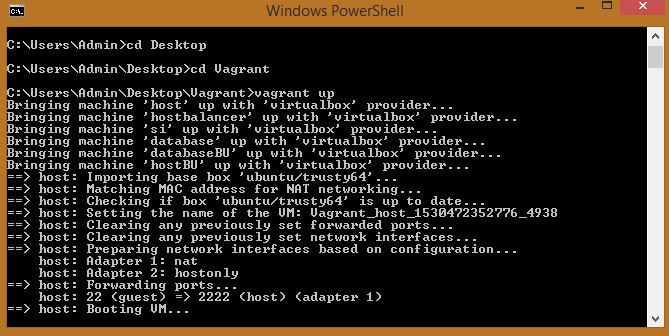 Windows PowerShell
C:\Users\Admin>cd Desktop
C:\Users\Admin\Desktop>cd Vagrant
C:\Users\Admin\Desktop\Vagrant>vagrant up
Bringing machine 'host' up with 'virtualbox' provider...
Bringing machine 'hostbalancer' up with 'virtualbox' provider...
Bringing machine 'si' up with 'virtualbox' provider...
Bringing machine 'database' up with 'virtualbox' provider...
Bringing machine 'databaseBU' up with 'virtualbox' provider...
Bringing machine 'hostBU' up with 'virtualbox' provider...
==> host: Importing base box 'ubuntu/trusty64'...
==> host: Matching MAC address for NAT networking...
==> host: Checking if box 'ubuntu/trusty64' is up to date...
==> host: Setting the name of the VM: Vagrant_host_1530472352776_4938
==> host: Clearing any previously set forwarded ports...
==> host: Clearing any previously set network interfaces...
==> host: Preparing network interfaces based on configuration...
    host: Adapter 1: nat
    host: Adapter 2: hostonly
==> host: Forwarding ports...
    host: 22 (guest) => 2222 (host) (adapter 1)
==> host: Booting VM...